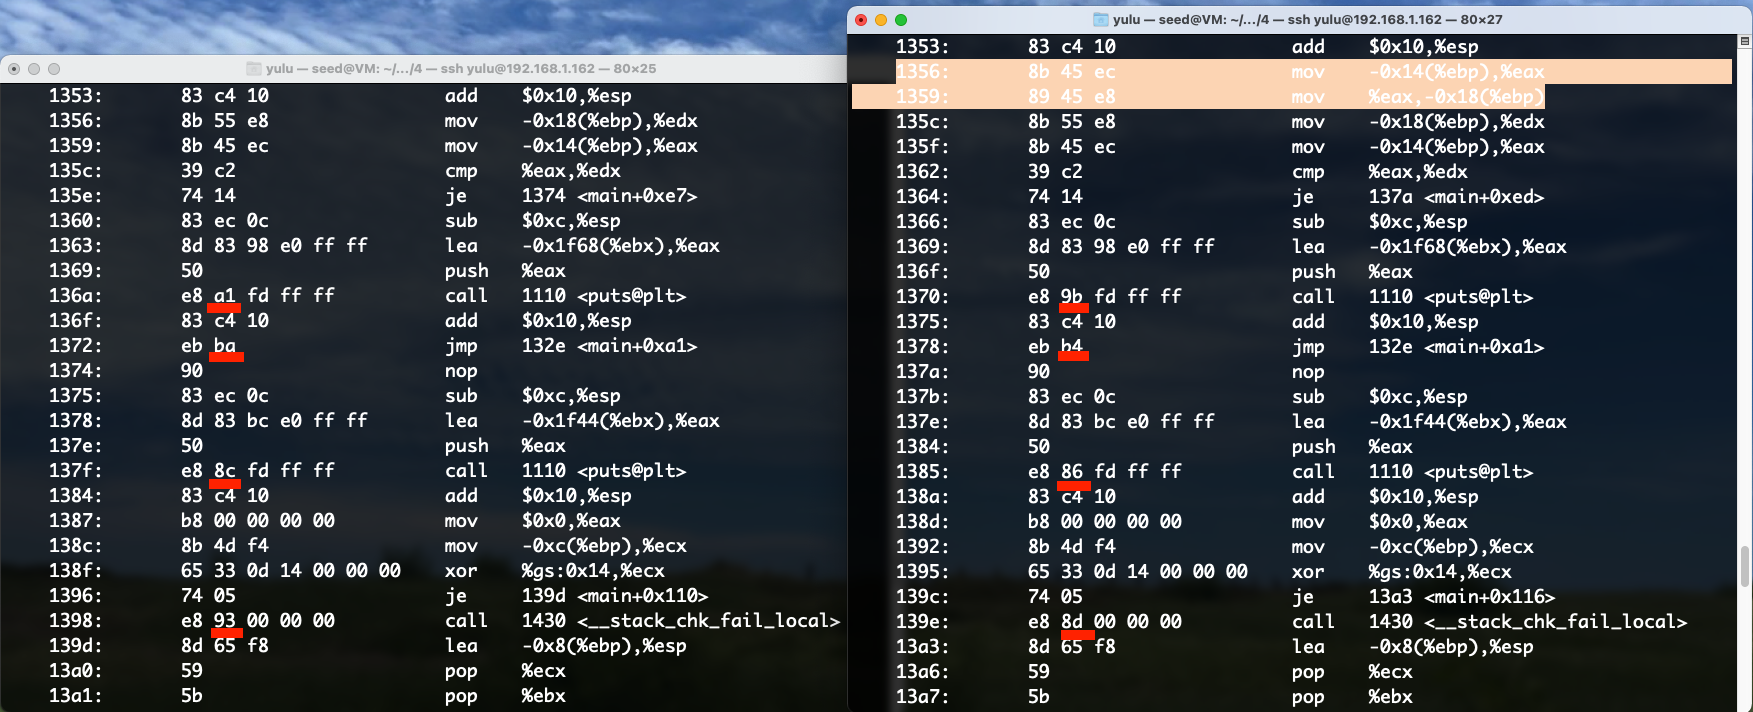 yulu — seed@VM: ~/.../4 — ssh yulu@192.168.1.162 — 80×25
1353: 83 c4 10 add $0x10,%esp
1356: 8b 55 e8 mov -0x18(%ebp),%edx
1359: 8b 45 ec mov -0x14(%ebp),%eax
135c: 39 c2 cmp %eax,%edx
135e: 74 14 je 1374 <main+0xe7>
1360: 83 ec 0c sub $0xc,%esp
1363: 8d 83 98 e0 ff ff lea -0x1f68(%ebx),%eax
1369: 50 push %eax
136a: e8 a1 fd ff ff call 1110 <puts@plt>
136f: 83 c4 10 add $0x10,%esp
1372: eb ba jmp 132e <main+0xa1>
1374: 90 nop
1375: 83 ec 0c sub $0xc,%esp
1378: 8d 83 bc e0 ff ff lea -0x1f44(%ebx),%eax
137e: 50 push %eax
137f: e8 8c fd ff ff call 1110 <puts@plt>
1384: 83 c4 10 add $0x10,%esp
1387: b8 00 00 00 00 mov $0x0,%eax
138c: 8b 4d f4 mov -0xc(%ebp),%ecx
138f: 65 33 0d 14 00 00 00 xor %gs:0x14,%ecx
1396: 74 05 je 139d <main+0x110>
1398: e8 93 00 00 00 call 1430 <__stack_chk_fail_local>
139d: 8d 65 f8 lea -0x8(%ebp),%esp
13a0: 59 pop %ecx
13a1: 5b pop %ebx
yulu — seed@VM: ~/.../4 — ssh yulu@192.168.1.162 — 80×27
1353: 83 c4 10 add $0x10,%esp
1356: 8b 45 ec mov -0x14(%ebp),%eax
1359: 89 45 e8 mov %eax,-0x18(%ebp)
135c: 8b 55 e8 mov -0x18(%ebp),%edx
135f: 8b 45 ec mov -0x14(%ebp),%eax
1362: 39 c2 cmp %eax,%edx
1364: 74 14 je 137a <main+0xed>
1366: 83 ec 0c sub $0xc,%esp
1369: 8d 83 98 e0 ff ff lea -0x1f68(%ebx),%eax
136f: 50 push %eax
1370: e8 9b fd ff ff call 1110 <puts@plt>
1375: 83 c4 10 add $0x10,%esp
1378: eb b4 jmp 132e <main+0xa1>
137a: 90 nop
137b: 83 ec 0c sub $0xc,%esp
137e: 8d 83 bc e0 ff ff lea -0x1f44(%ebx),%eax
1384: 50 push %eax
1385: e8 86 fd ff ff call 1110 <puts@plt>
138a: 83 c4 10 add $0x10,%esp
138d: b8 00 00 00 00 mov $0x0,%eax
1392: 8b 4d f4 mov -0xc(%ebp),%ecx
1395: 65 33 0d 14 00 00 00 xor %gs:0x14,%ecx
139c: 74 05 je 13a3 <main+0x116>
139e: e8 8d 00 00 00 call 1430 <__stack_chk_fail_local>
13a3: 8d 65 f8 lea -0x8(%ebp),%esp
13a6: 59 pop %ecx
13a7: 5b pop %ebx